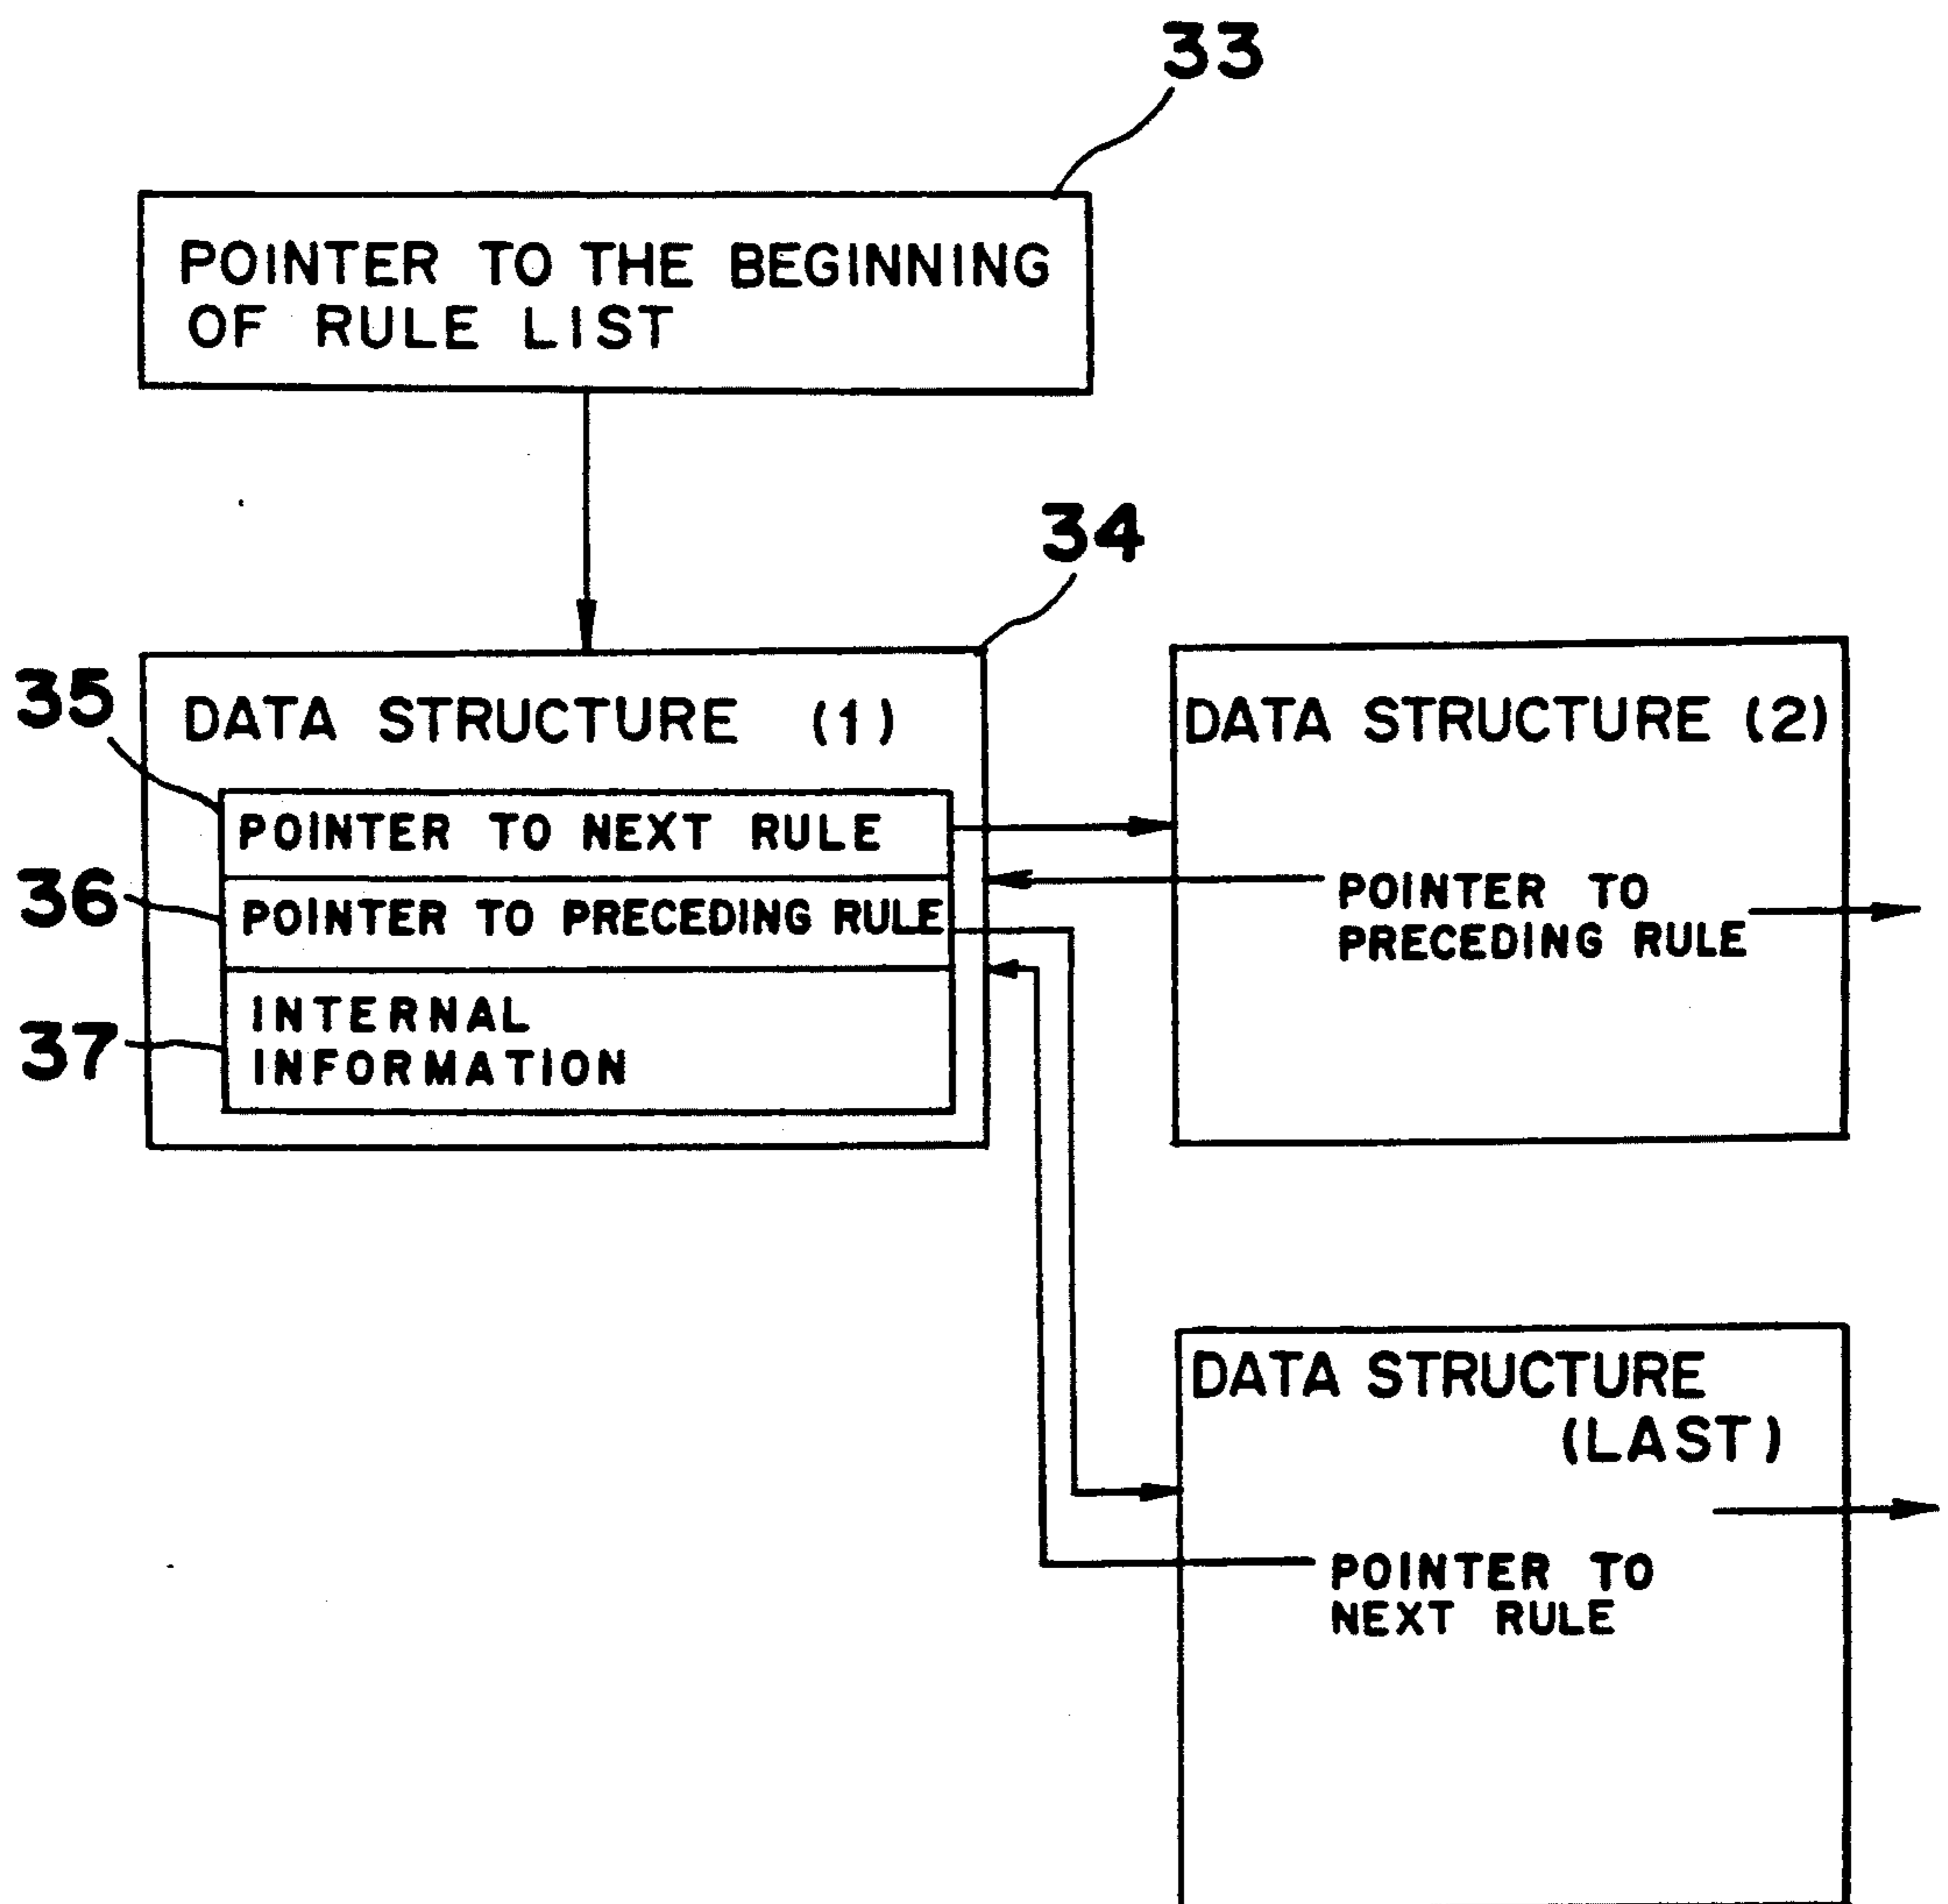 33
POINTER TO THE BEGINNING
OF RULE LIST
34
35
DATA STRUCTURE (1)
POINTER TO NEXT RULE
36
POINTER TO PRECEDING RULE
37
INTERNAL
INFORMATION
DATA STRUCTURE (2)
POINTER TO
PRECEDING RULE
DATA STRUCTURE
(LAST)
POINTER TO
NEXT RULE